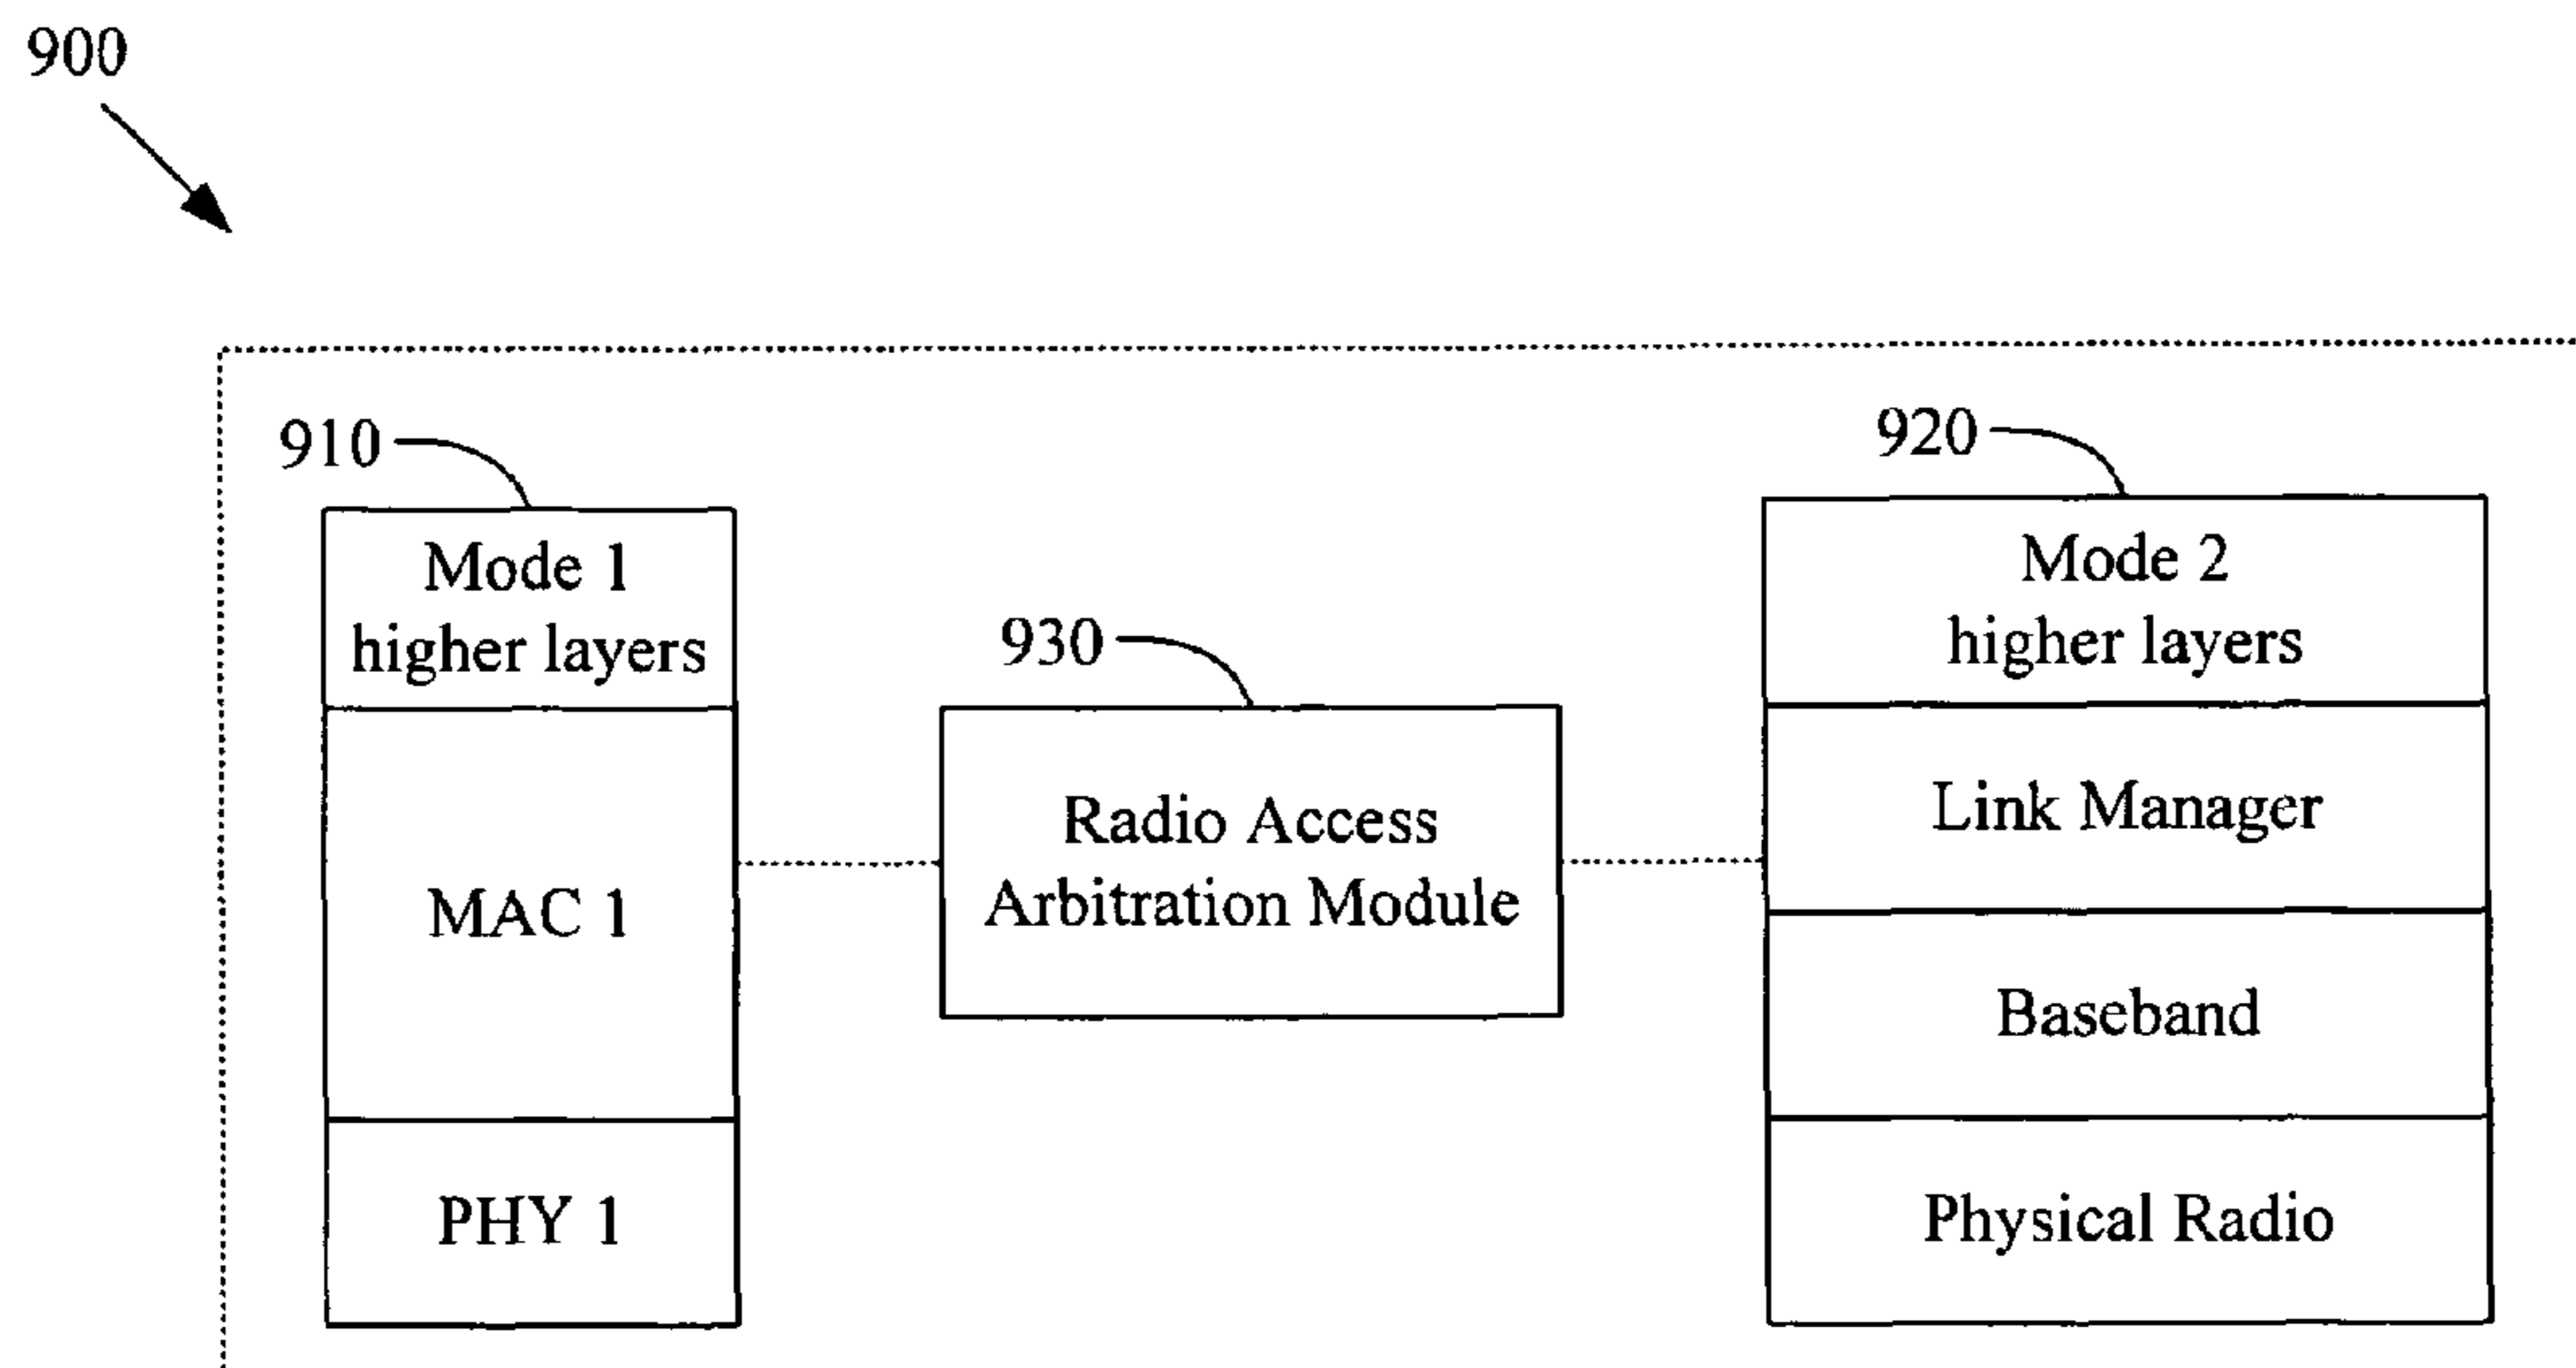 900
910
920
Mode 1
higher layers
Mode 2
higher layers
930
Radio Access
Arbitration Module
Link Manager
MAC 1
Baseband
PHY 1
Physical Radio